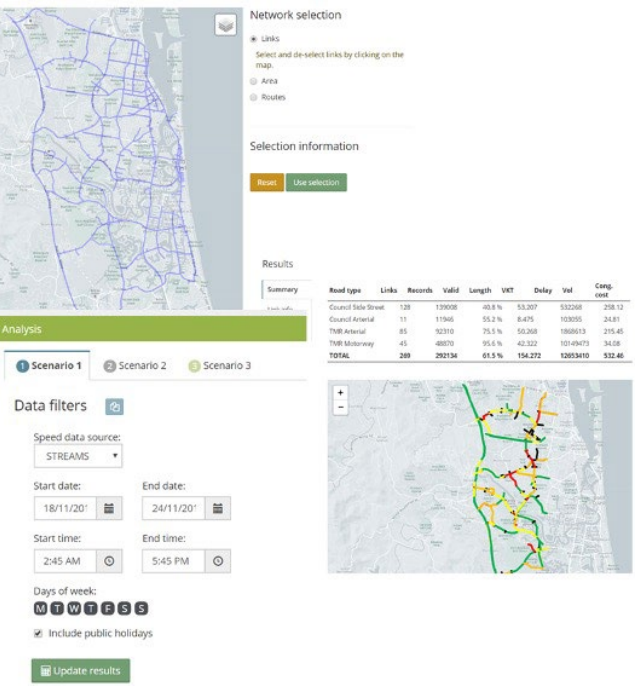 Network selection
Links
Select and de-select links by clicking on the
map.
Area
Routes
Selection information
Reset Use selection
Results
Summary
Road type Links Records Valid Length VKT Delay Vol Cong.
cost
Council Side Street 128 139008 40.8 % 53.207 532268 258.12
Council Arterial 11 11946 55.2 % 8.475 103055 24.81
TMR Arterial 85 92310 75.5 % 50.268 1868613 215.45
TMR Motorway 45 48870 95.6 % 42.322 10149473 34.08
TOTAL 269 292134 61.5 % 154.272 12653410 532.46
Analysis
1 Scenario 1 2 Scenario 2 3 Scenario 3
Data filters
Speed data source:
STREAMS
Start date: End date:
18/11/20 24/11/20
Start time: End time:
2:45 AM 5:45 PM
Days of week:
M T W T F S S
Include public holidays
Update results
+
−